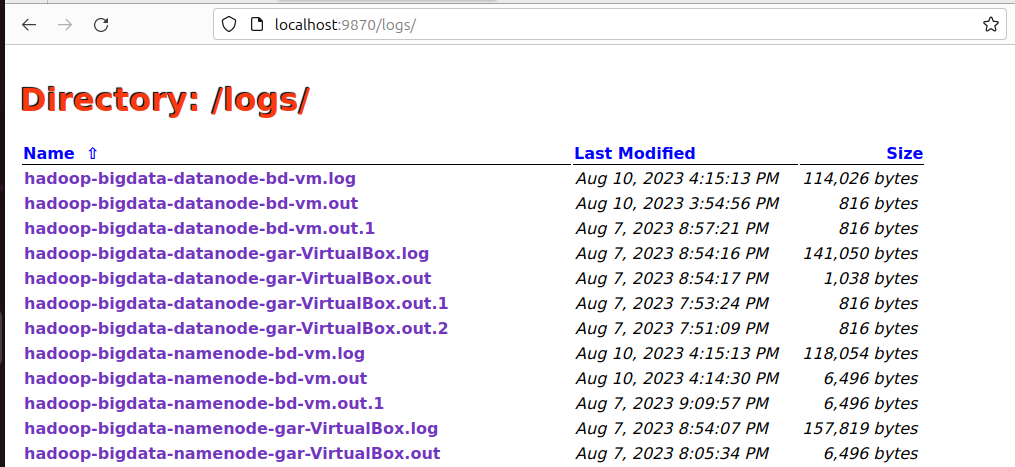 localhost:9870/logs/
Directory: /logs/
Name ⇧ Last Modified Size
hadoop-bigdata-datanode-bd-vm.log Aug 10, 2023 4:15:13 PM 114,026 bytes
hadoop-bigdata-datanode-bd-vm.out Aug 10, 2023 3:54:56 PM 816 bytes
hadoop-bigdata-datanode-bd-vm.out.1 Aug 7, 2023 8:57:21 PM 816 bytes
hadoop-bigdata-datanode-gar-VirtualBox.log Aug 7, 2023 8:54:16 PM 141,050 bytes
hadoop-bigdata-datanode-gar-VirtualBox.out Aug 7, 2023 8:54:17 PM 1,038 bytes
hadoop-bigdata-datanode-gar-VirtualBox.out.1 Aug 7, 2023 7:53:24 PM 816 bytes
hadoop-bigdata-datanode-gar-VirtualBox.out.2 Aug 7, 2023 7:51:09 PM 816 bytes
hadoop-bigdata-namenode-bd-vm.log Aug 10, 2023 4:15:13 PM 118,054 bytes
hadoop-bigdata-namenode-bd-vm.out Aug 10, 2023 4:14:30 PM 6,496 bytes
hadoop-bigdata-namenode-bd-vm.out.1 Aug 7, 2023 9:09:57 PM 6,496 bytes
hadoop-bigdata-namenode-gar-VirtualBox.log Aug 7, 2023 8:54:07 PM 157,819 bytes
hadoop-bigdata-namenode-gar-VirtualBox.out Aug 7, 2023 8:05:34 PM 6,496 bytes